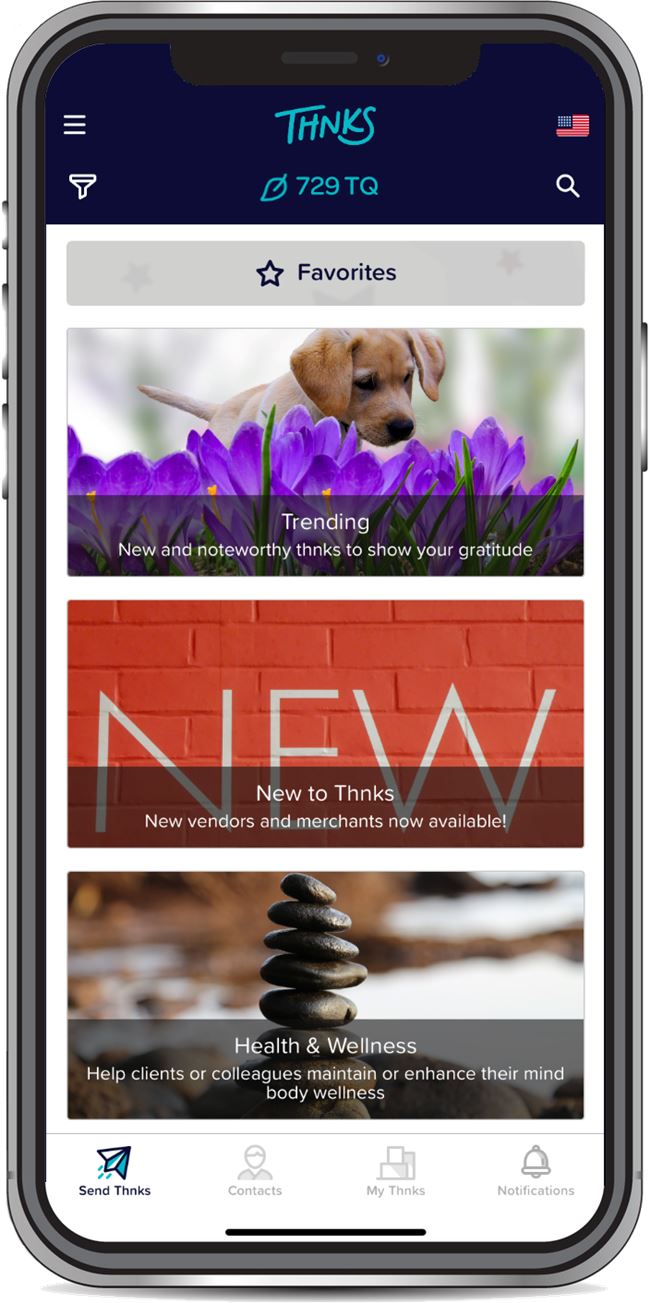 THNKS
729 TQ
Favorites
Trending
New and noteworthy thnks to show your gratitude
NEW
New to Thnks
New vendors and merchants now available!
Health & Wellness
Help clients or colleagues maintain or enhance their mind
body wellness
Send Thnks
Contacts
My Thnks
Notifications